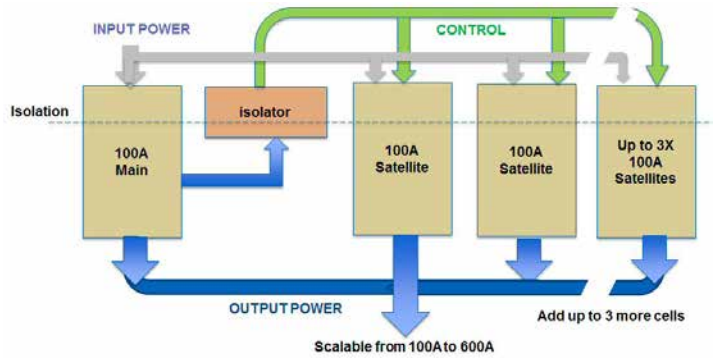 INPUT POWER
CONTROL
Isolation
isolator
100A
Main
100A
Satellite
100A
Satellite
Up to 3X
100A
Satellites
OUTPUT POWER
Add up to 3 more cells
Scalable from 100A to 600A